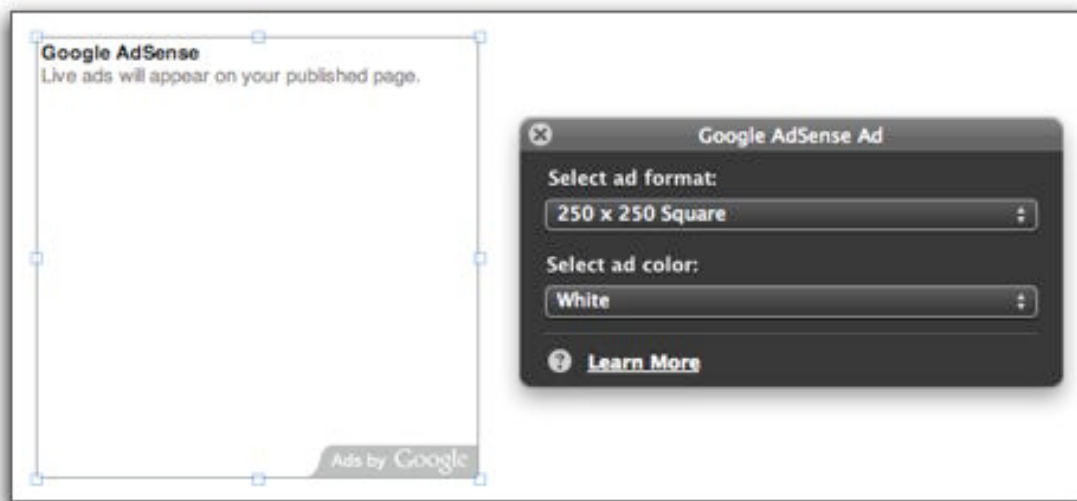 Google AdSense
Live ads will appear on your published page.
Ads by Google
Google AdSense Ad
Select ad format:
250 x 250 Square
Select ad color:
White
? Learn More